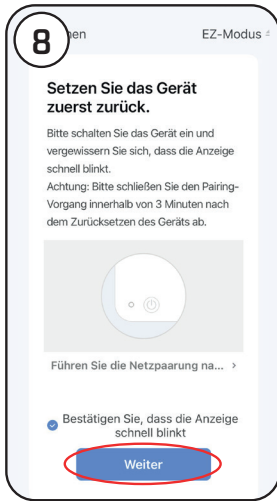 8
nen
EZ-Modus
Setzen Sie das Gerät
zuerst zurück.
Bitte schalten Sie das Gerät ein und
vergewissern Sie sich, dass die Anzeige
schnell blinkt.
Achtung: Bitte schließen Sie den Pairing-
Vorgang innerhalb von 3 Minuten nach
dem Zurücksetzen des Geräts ab.
Führen Sie die Netzpaarung na... >
Bestätigen Sie, dass die Anzeige
schnell blinkt
Weiter